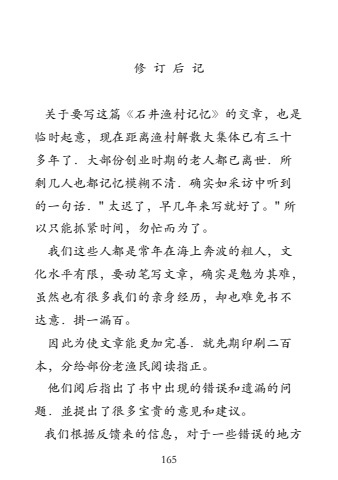 修订后记
关于要写这篇《石井渔村记忆》的文章，也是
临时起意，现在距离渔村解散大集体已有三十
多年了．大部份创业时期的老人都已离世．所
剩几人也都记忆模糊不清．确实如采访中听到
的一句话．"太迟了，早几年来写就好了。"所
以只能抓紧时间，勿忙而为了。
我们这些人都是常年在海上奔波的粗人，文
化水平有限，要动笔写文章，确实是勉为其难，
虽然也有很多我们的亲身经历，却也难免书不
达意．掛一漏百。
因此为使文章能更加完善．就先期印刷二百
本，分给部份老渔民阅读指正。
他们阅后指出了书中出现的错误和遗漏的问
题．並提出了很多宝贵的意见和建议。
我们根据反馈来的信息，对于一些错误的地方
165